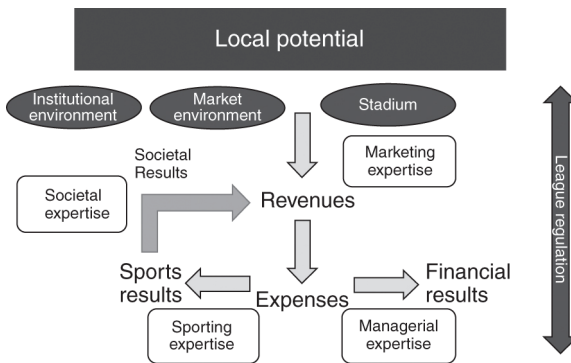 Local potential
Institutional
environment
Market
environment
Stadium
Societal
Results
Marketing
expertise
Societal
expertise
Revenues
League regulation
Sports
results
Expenses
Financial
results
Sporting
expertise
Managerial
expertise